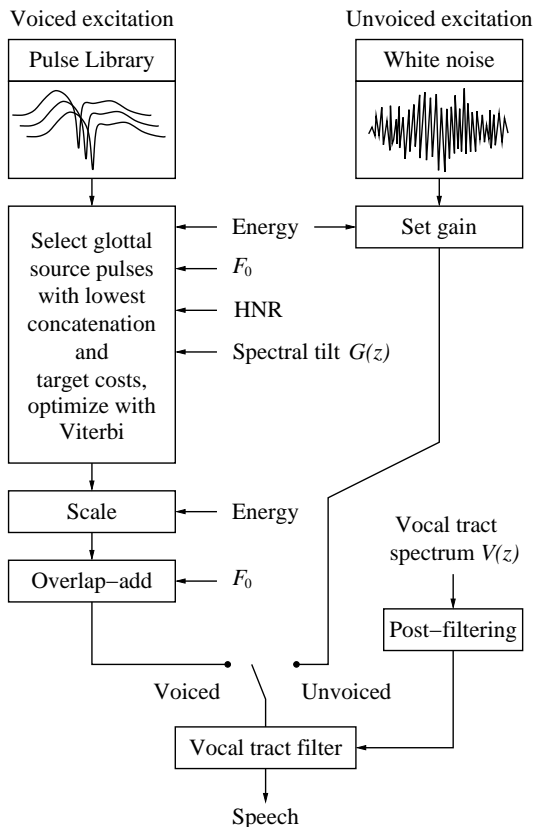 Voiced excitation
Unvoiced excitation
Pulse Library
White noise
Select glottal
source pulses
with lowest
concatenation
and
target costs,
optimize with
Viterbi
Energy
F₀
HNR
Spectral tilt G(z)
Set gain
Scale
Energy
Overlap−add
F₀
Vocal tract
spectrum V(z)
Post−filtering
Voiced
Unvoiced
Vocal tract filter
Speech